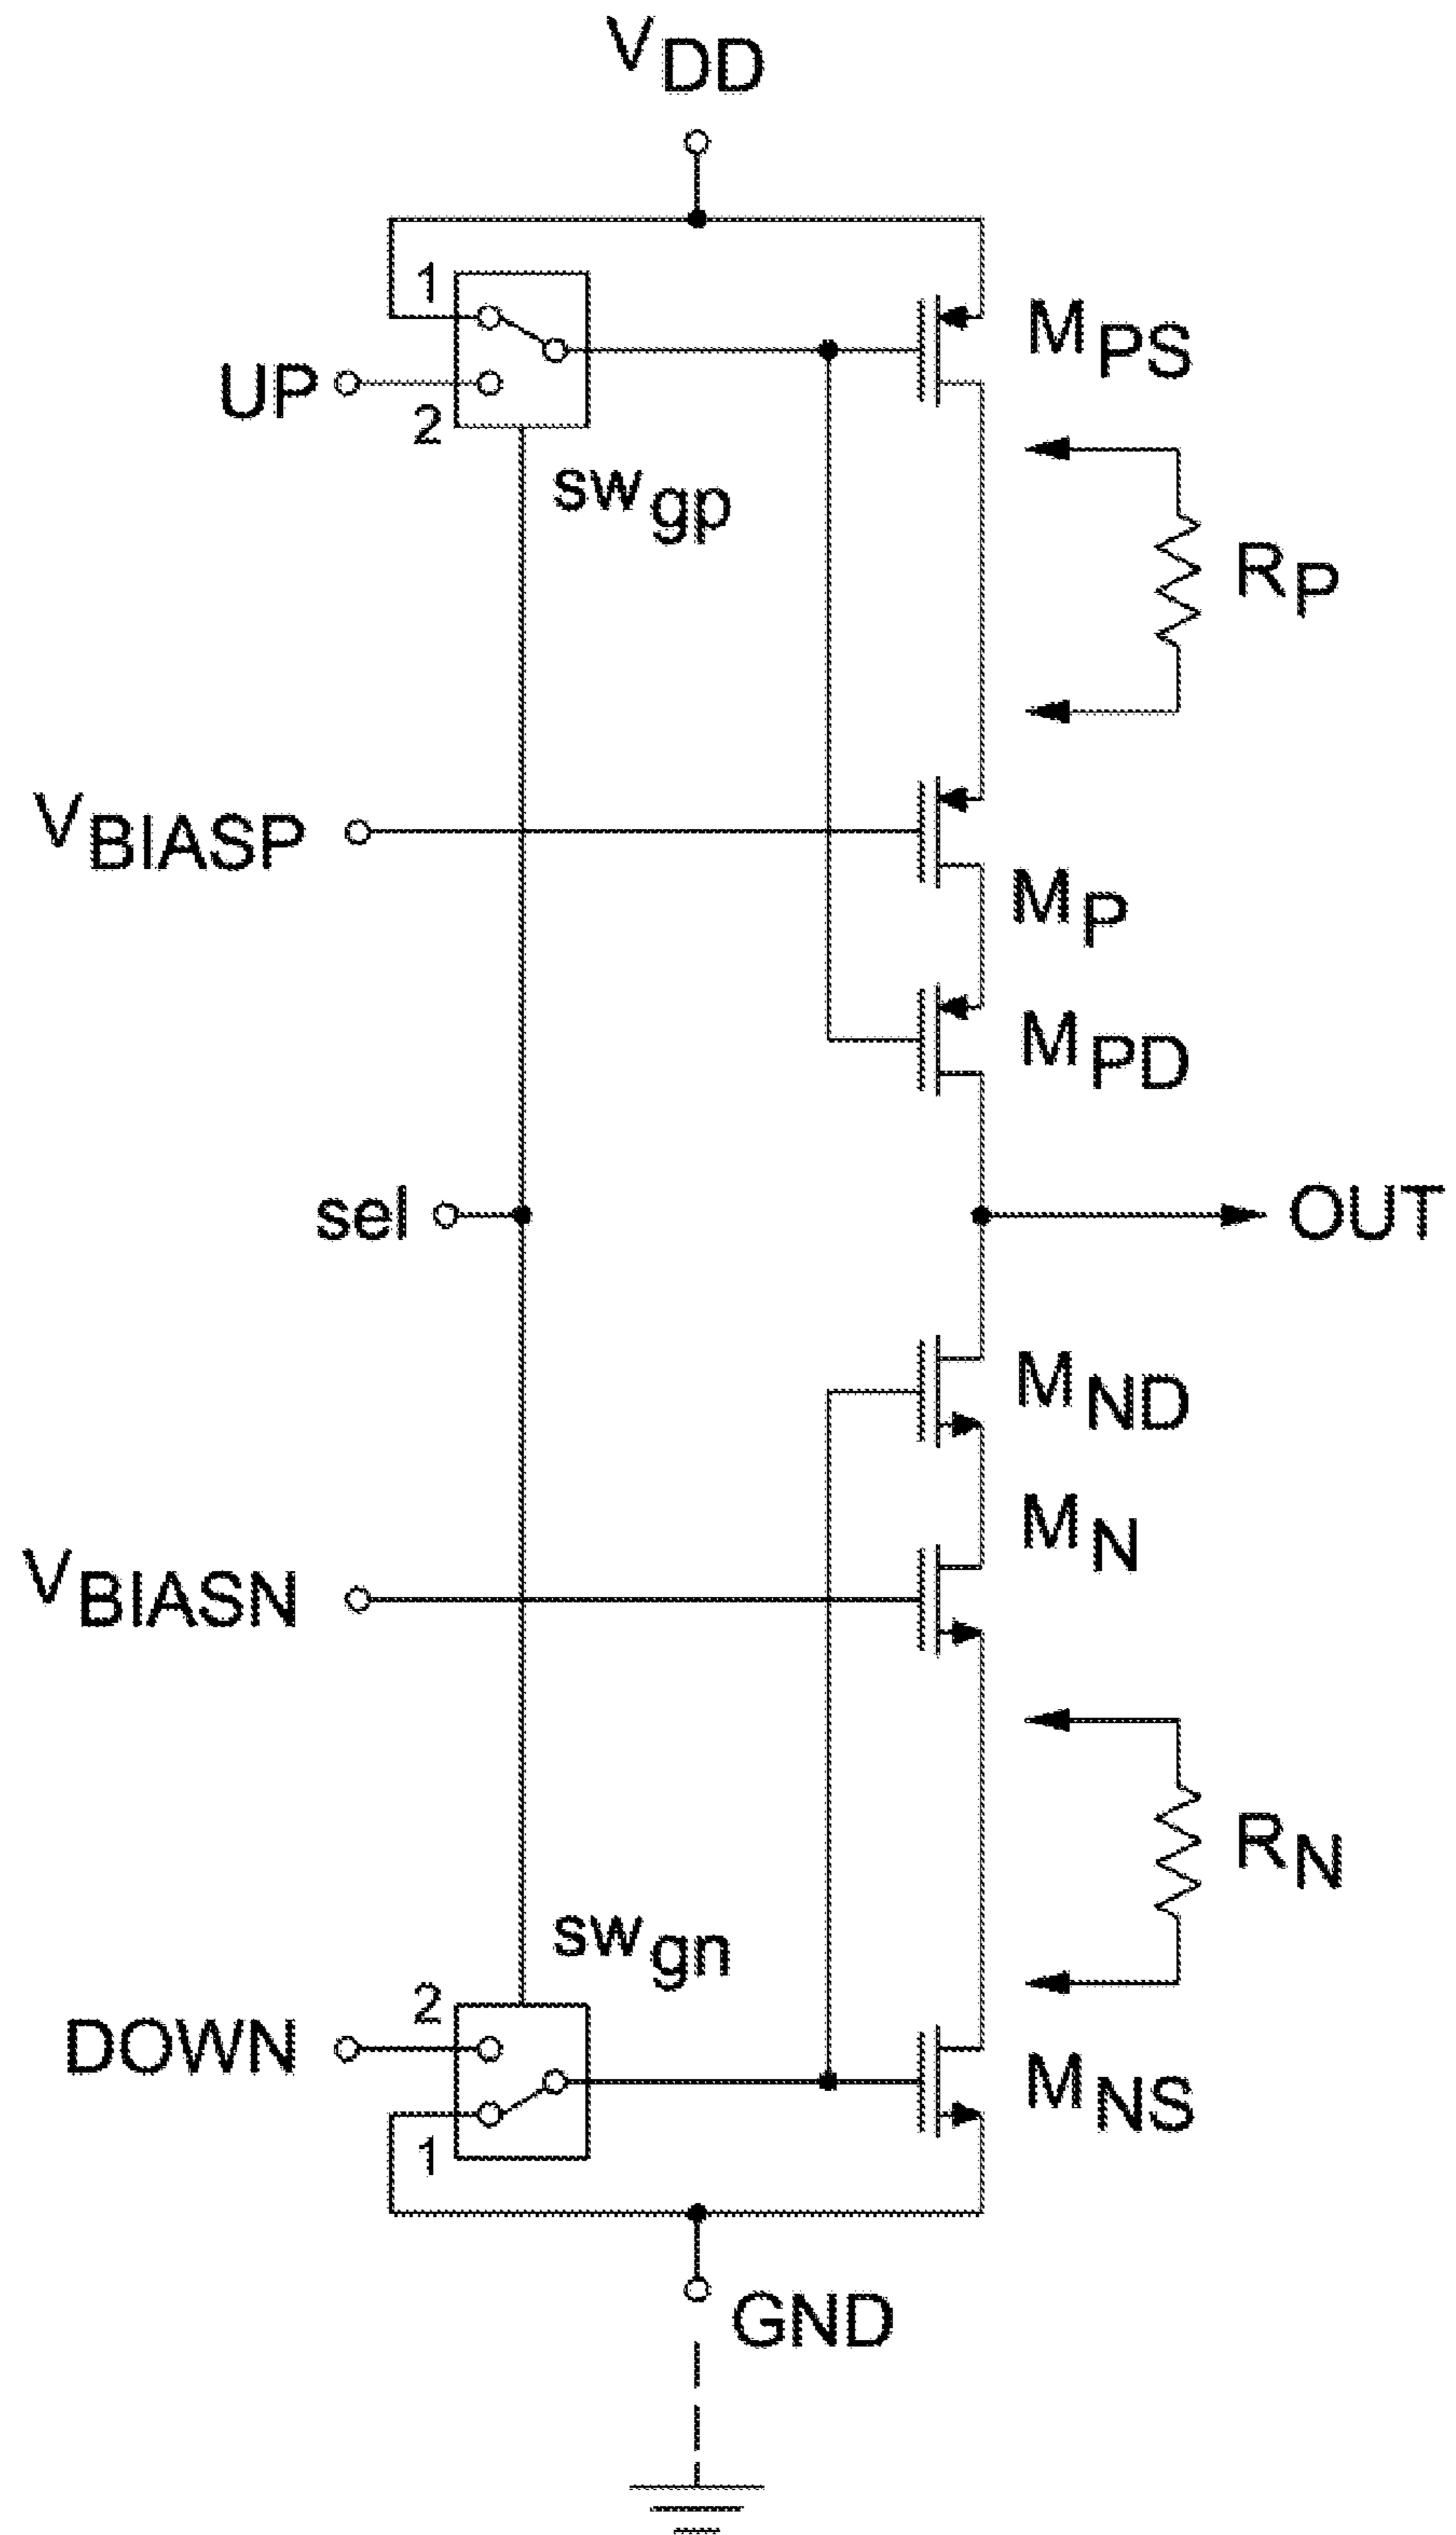 VDD
1
MPS
UP
2
swgp
RP
VBIASP
MP
MPD
sel
OUT
MND
MN
VBIASN
RN
swgn
2
DOWN
MNS
1
GND